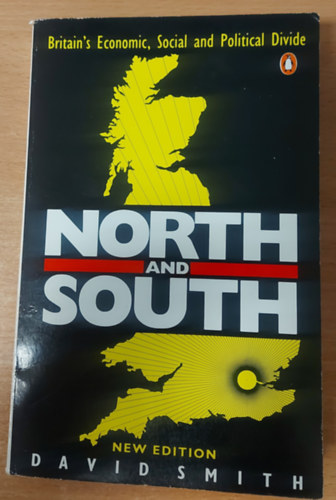 Britain's Economic, Social and Political Divide
NORTH
AND
SOUTH
NEW EDITION
DAVID SMITH